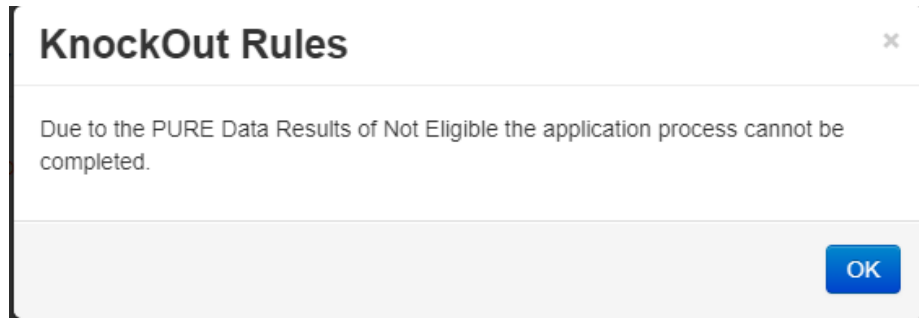 KnockOut Rules
×
Due to the PURE Data Results of Not Eligible the application process cannot be
completed.
OK